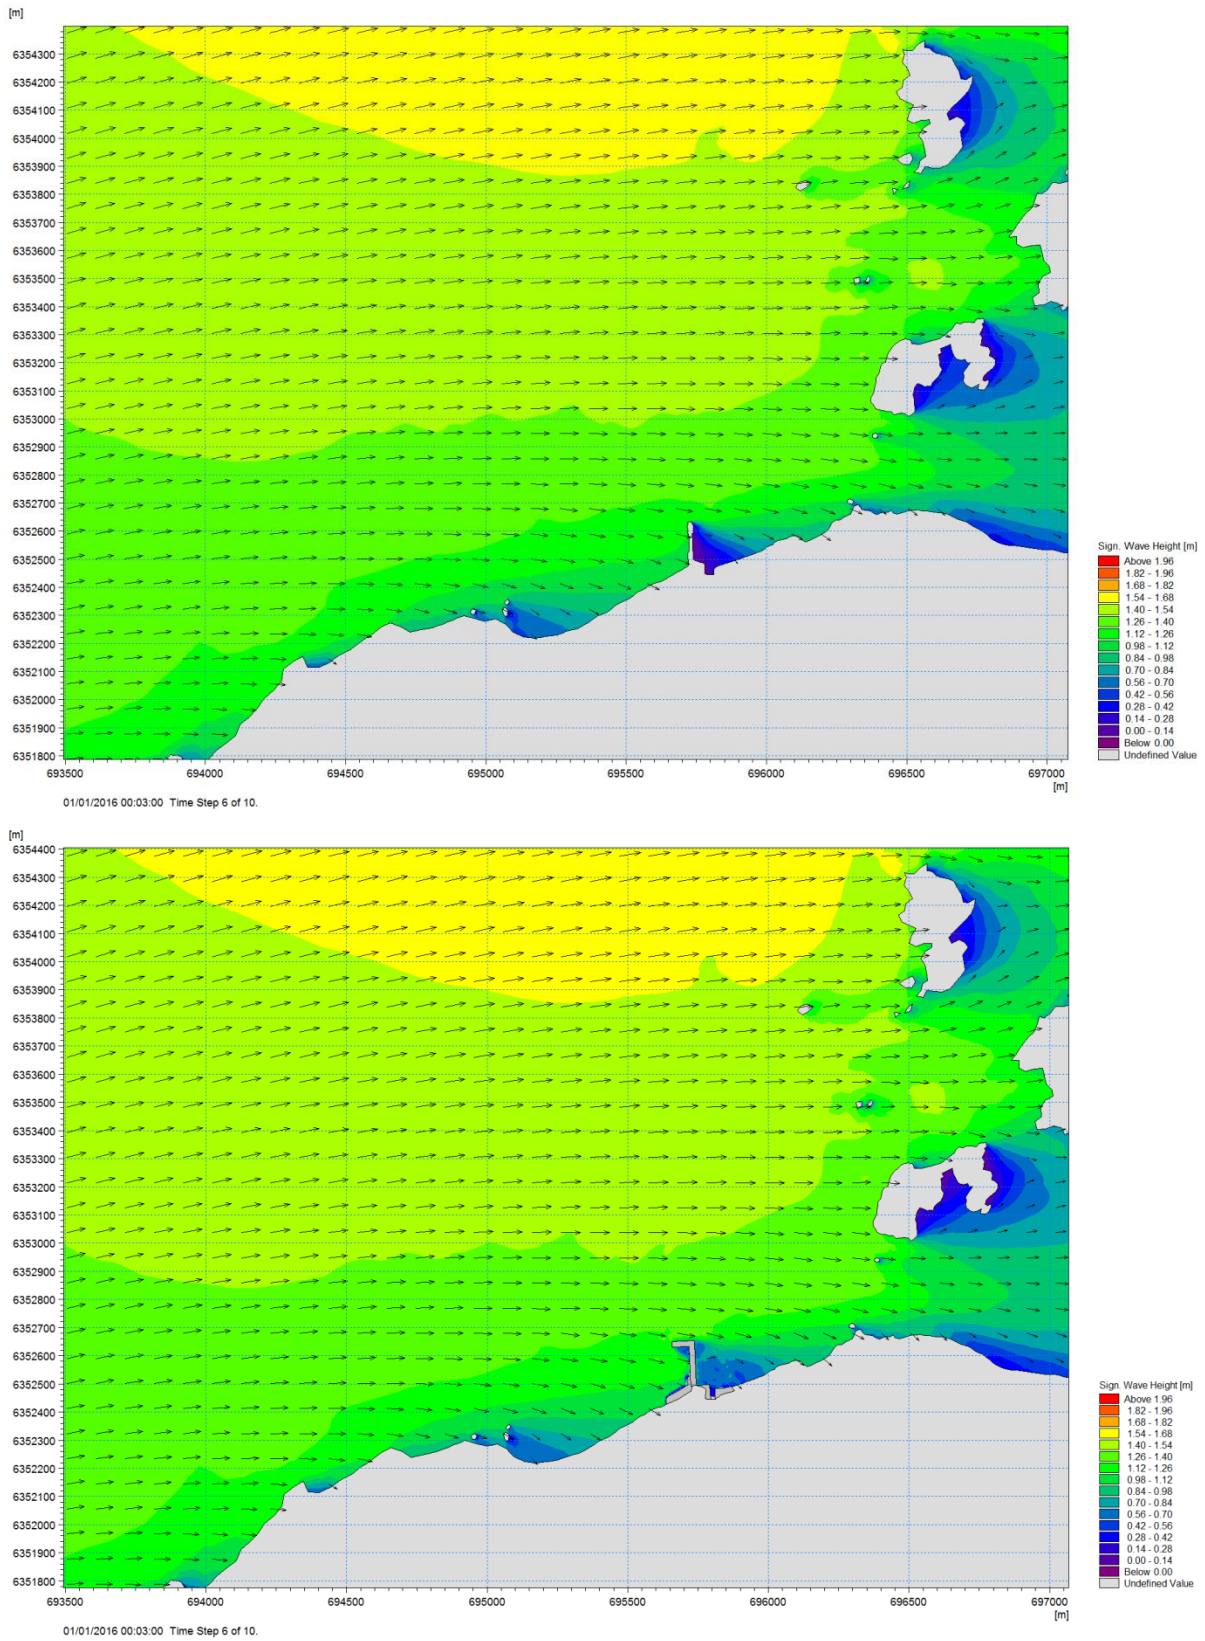 [m]
6354300
6354200
6354100
6354000
6353900
6353800
6353700
6353600
6353500
6353400
6353300
6353200
6353100
6353000
6352900
6352800
6352700
6352600
6352500
6352400
6352300
6352200
6352100
6352000
6351900
6351800
693500 694000 694500 695000 695500 696000 696500 697000
[m]
Sign. Wave Height [m]
Above 1.96
1.82 - 1.96
1.68 - 1.82
1.54 - 1.68
1.40 - 1.54
1.26 - 1.40
1.12 - 1.26
0.98 - 1.12
0.84 - 0.98
0.70 - 0.84
0.56 - 0.70
0.42 - 0.56
0.28 - 0.42
0.14 - 0.28
0.00 - 0.14
Below 0.00
Undefined Value
01/01/2016 00:03:00 Time Step 6 of 10.
[m]
6354400
6354300
6354200
6354100
6354000
6353900
6353800
6353700
6353600
6353500
6353400
6353300
6353200
6353100
6353000
6352900
6352800
6352700
6352600
6352500
6352400
6352300
6352200
6352100
6352000
6351900
6351800
693500 694000 694500 695000 695500 696000 696500 697000
[m]
Sign. Wave Height [m]
Above 1.96
1.82 - 1.96
1.68 - 1.82
1.54 - 1.68
1.40 - 1.54
1.26 - 1.40
1.12 - 1.26
0.98 - 1.12
0.84 - 0.98
0.70 - 0.84
0.56 - 0.70
0.42 - 0.56
0.28 - 0.42
0.14 - 0.28
0.00 - 0.14
Below 0.00
Undefined Value
01/01/2016 00:03:00 Time Step 6 of 10.